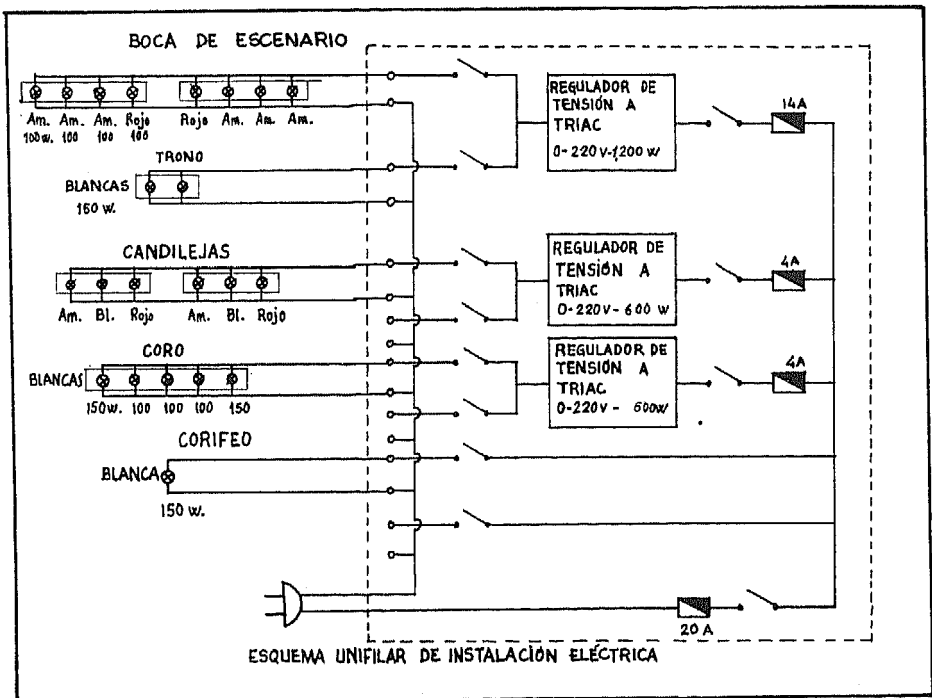 BOCA DE ESCENARIO
Am. Am. Am. Rojo Rojo Am. Am. Am.
100w. 100 100 100
TRONO
BLANCAS
150 w.
CANDILEJAS
Am. Bl. Rojo Am. Bl. Rojo
CORO
BLANCAS
150w. 100 100 100 150
CORIFEO
BLANCA
150 w.
REGULADOR DE
TENSIÓN A
TRIAC
0-220v-1200 w
14A
REGULADOR DE
TENSIÓN A
TRIAC
0-220v-600 w
4A
REGULADOR DE
TENSIÓN A
TRIAC
0-220v - 600w
4A
20A
ESQUEMA UNIFILAR DE INSTALACIÓN ELÉCTRICA